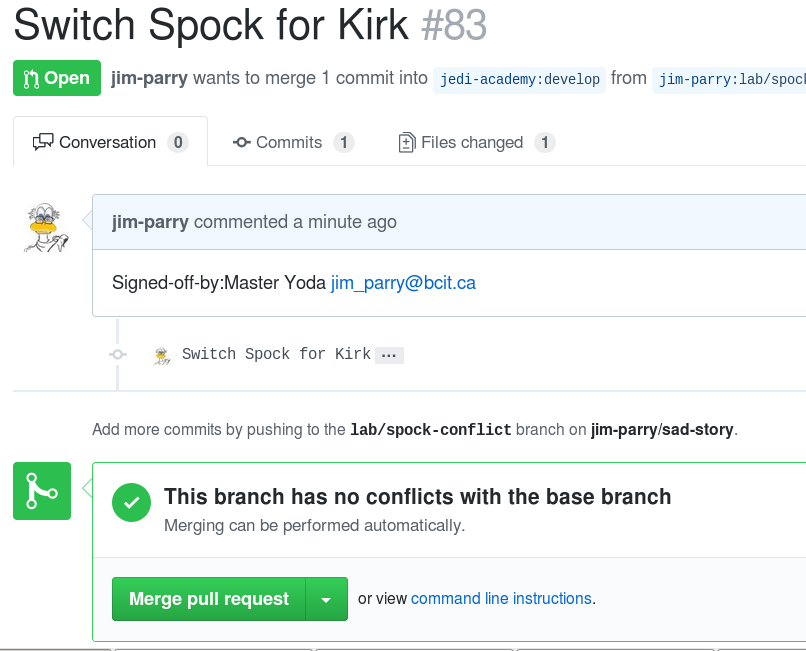 Switch Spock for Kirk #83
Open jim-parry wants to merge 1 commit into jedi-academy:develop from jim-parry:lab/spock
Conversation 0 Commits 1 Files changed 1
jim-parry commented a minute ago
Signed-off-by:Master Yoda jim_parry@bcit.ca
Switch Spock for Kirk ...
Add more commits by pushing to the lab/spock-conflict branch on jim-parry/sad-story.
This branch has no conflicts with the base branch
Merging can be performed automatically.
Merge pull request or view command line instructions.